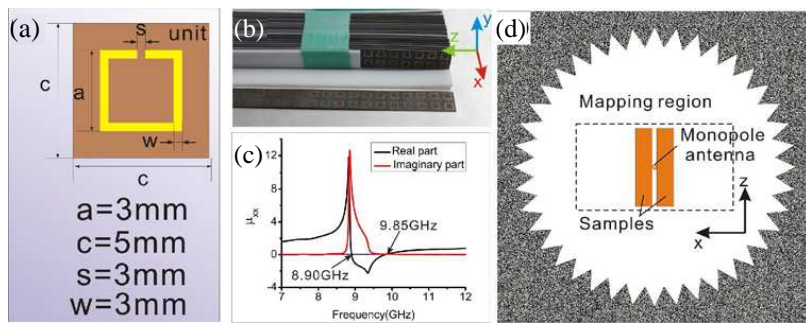 (a)
s
unit
c
a
w
c
a=3mm
c=5mm
s=3mm
w=3mm
(b)
y
z
x
(c)
Real part
Imaginary part
12
8
4
0
-4
μxx
9.85GHz
8.90GHz
7 8 9 10 11 12
Frequency(GHz)
(d)
Mapping region
Monopole
antenna
z
x
Samples